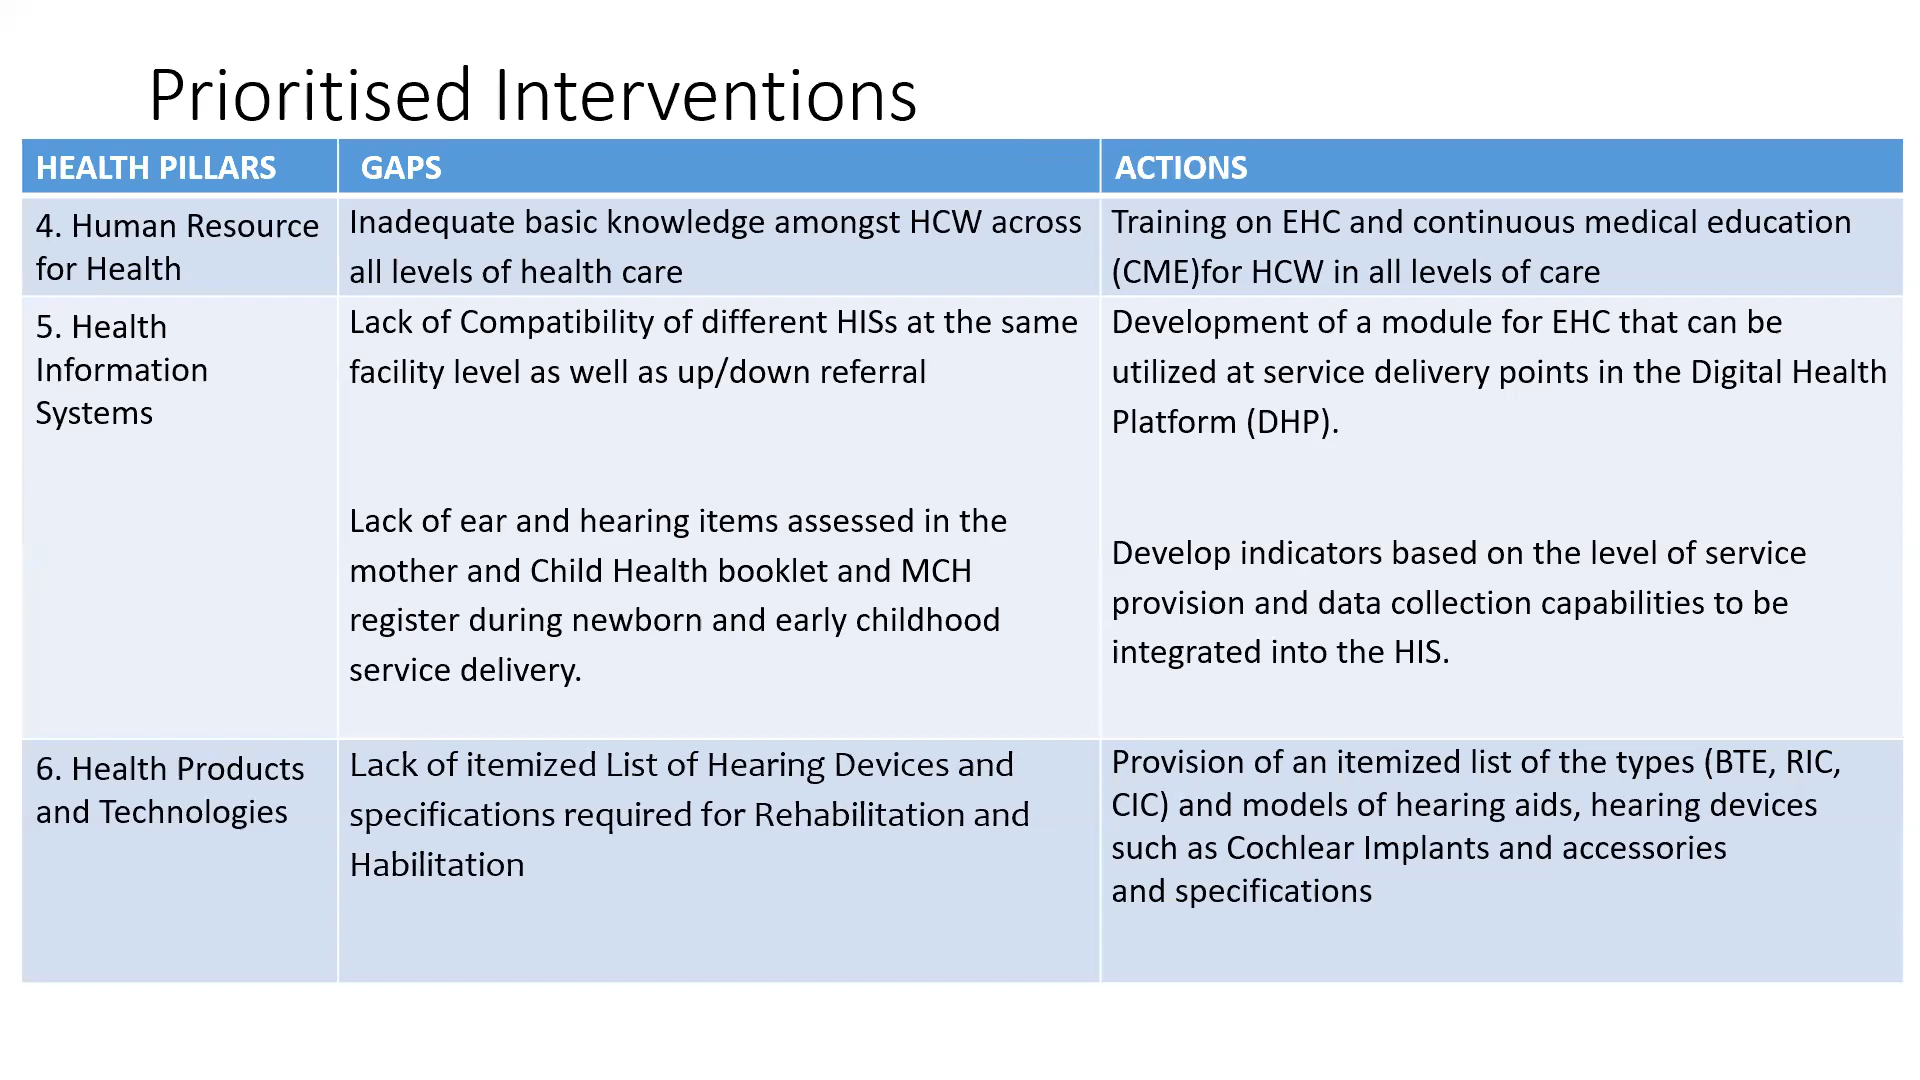 Prioritised Interventions
HEALTH PILLARS
GAPS
ACTIONS
4. Human Resource
for Health
Inadequate basic knowledge amongst HCW across
all levels of health care
Training on EHC and continuous medical education
(CME)for HCW in all levels of care
5. Health
Information
Systems
Lack of Compatibility of different HISs at the same
facility level as well as up/down referral
Lack of ear and hearing items assessed in the
mother and Child Health booklet and MCH
register during newborn and early childhood
service delivery.
Development of a module for EHC that can be
utilized at service delivery points in the Digital Health
Platform (DHP).
Develop indicators based on the level of service
provision and data collection capabilities to be
integrated into the HIS.
6. Health Products
and Technologies
Lack of itemized List of Hearing Devices and
specifications required for Rehabilitation and
Habilitation
Provision of an itemized list of the types (BTE, RIC,
CIC) and models of hearing aids, hearing devices
such as Cochlear Implants and accessories
and specifications